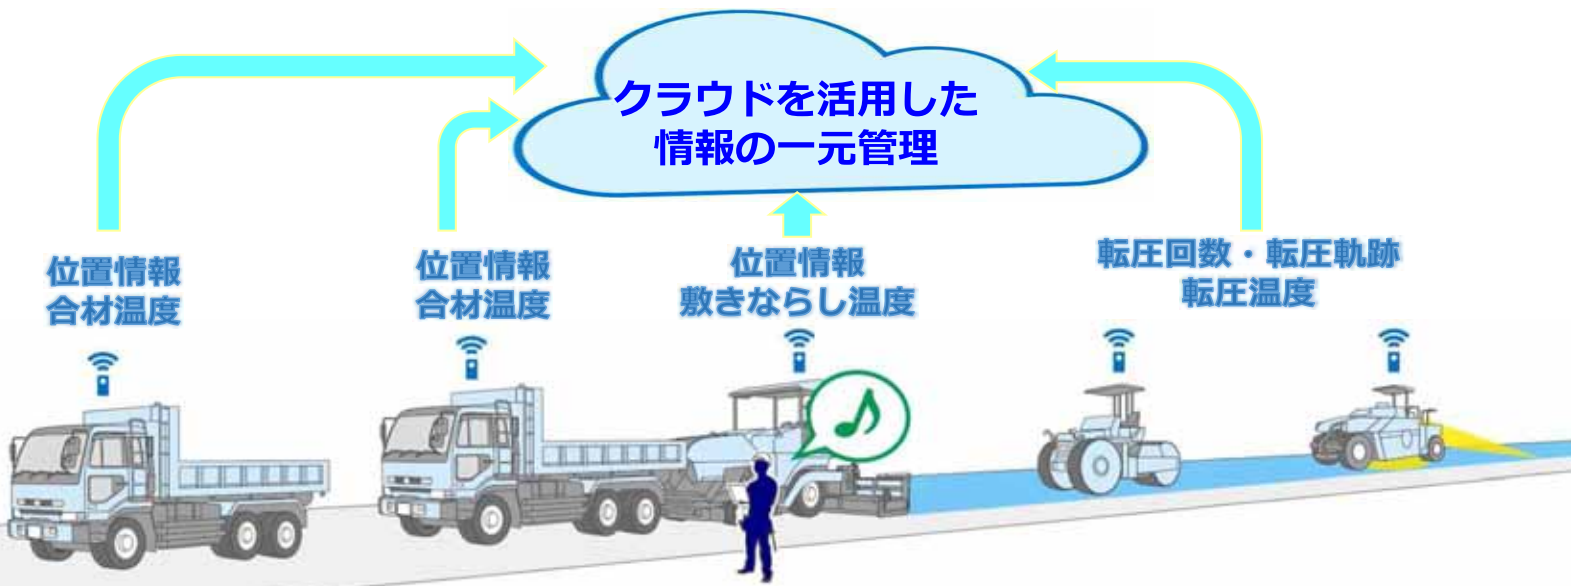 クラウドを活用した
情報の一元管理
位置情報
合材温度
位置情報
合材温度
位置情報
敷きならし温度
転圧回数・転圧軌跡
転圧温度